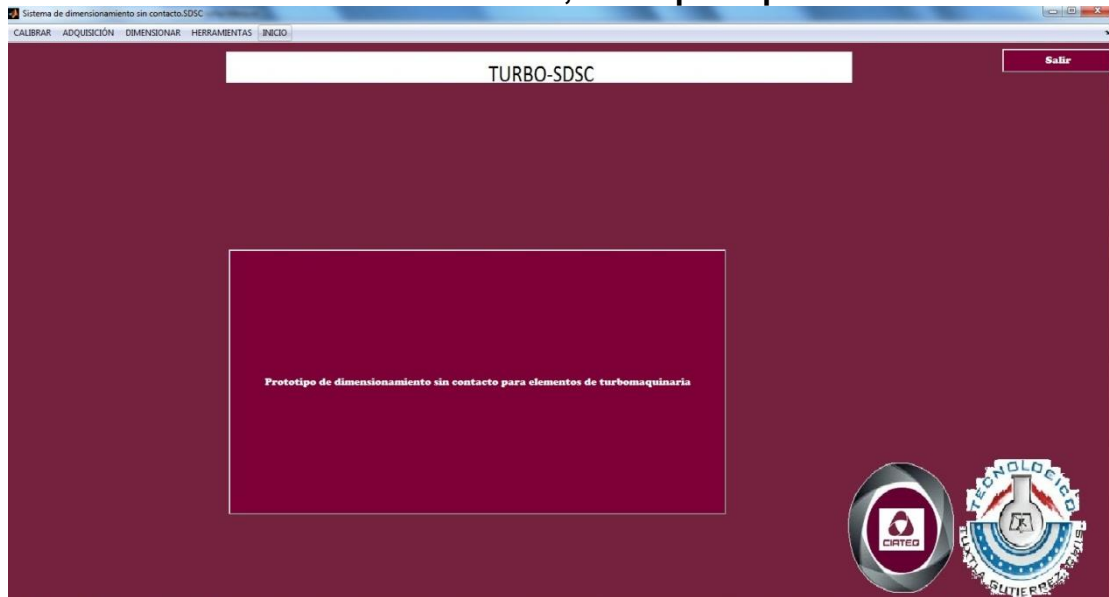 Sistema de dimensionamiento sin contacto.SDSC
CALIBRAR ADQUISICIÓN DIMENSIONAR HERRAMIENTAS INICIO
TURBO-SDSC
Salir
Prototipo de dimensionamiento sin contacto para elementos de turbomaquinaria
CIATEQ
TECNOLOGICO
TUXTLA GUTIERREZ, CHIS.